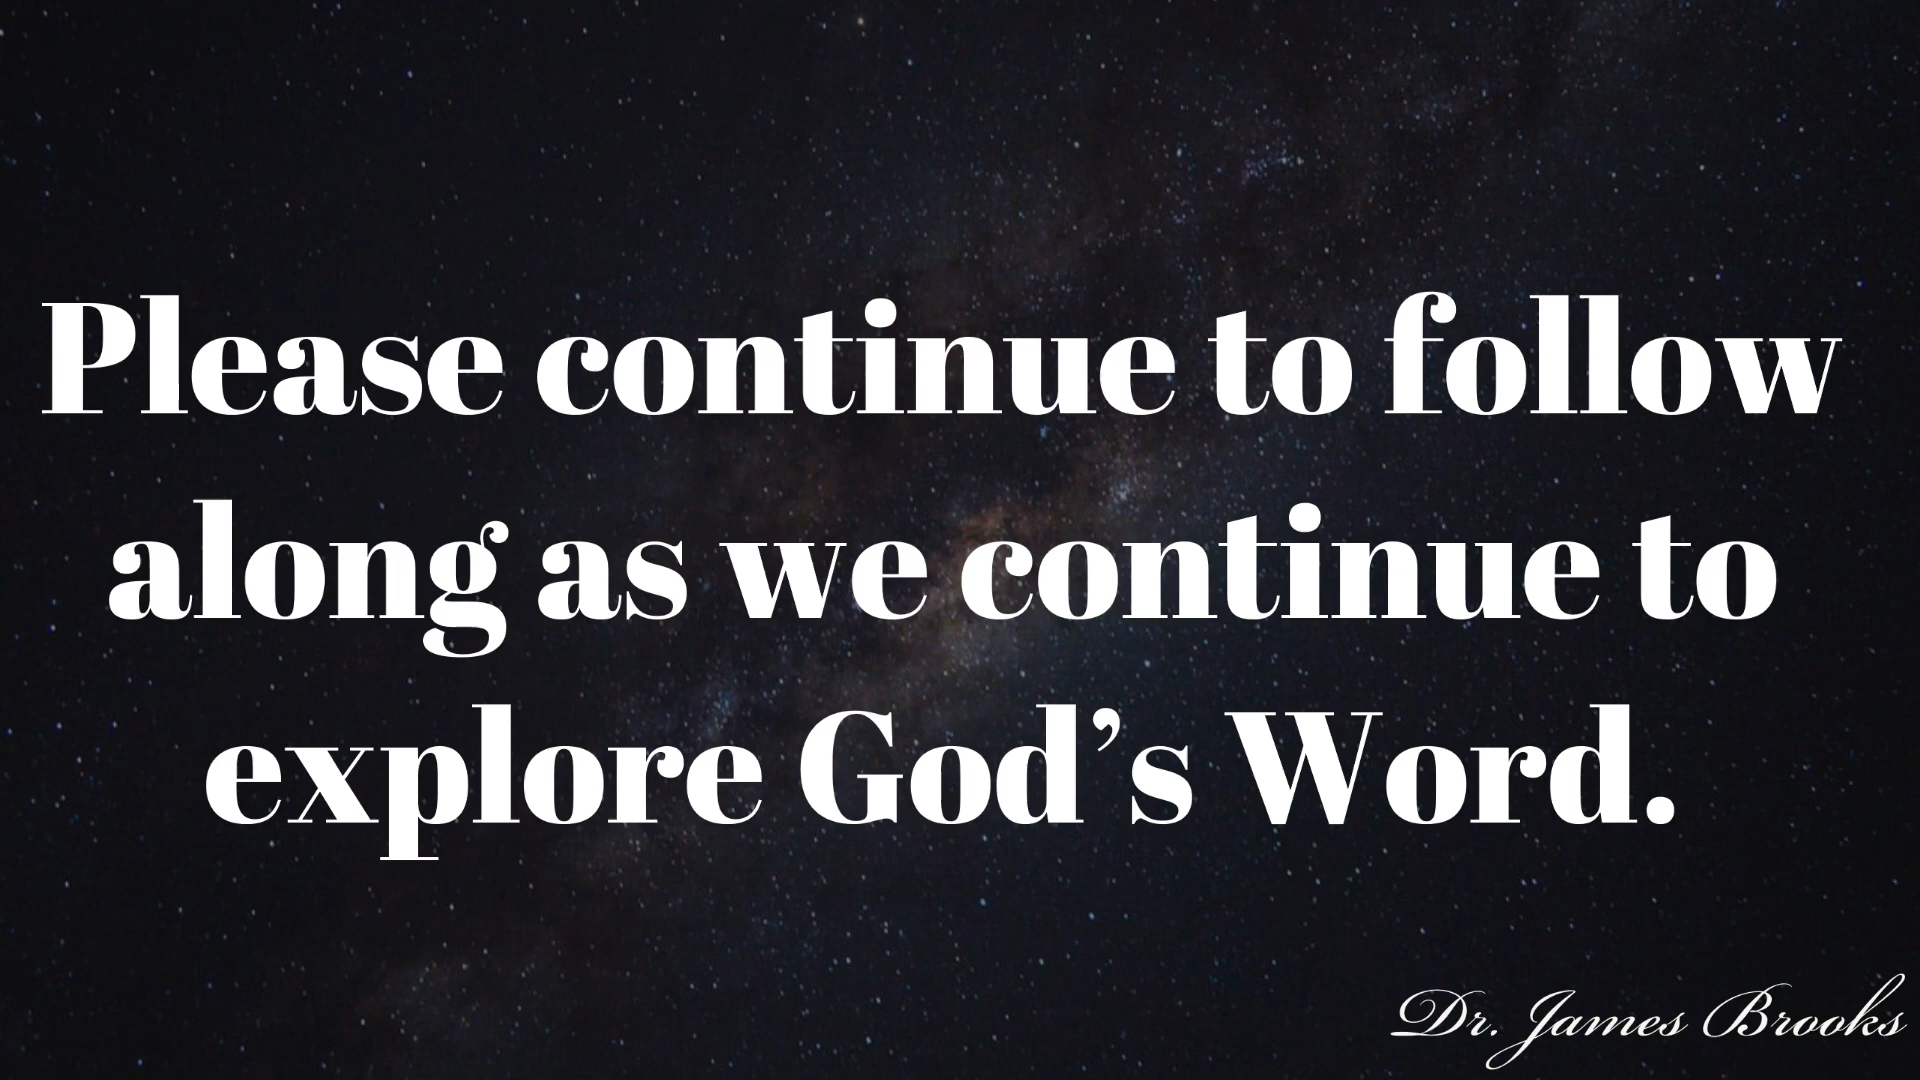 Please continue to follow
along as we continue to
explore God’s Word.
Dr. James Brooks